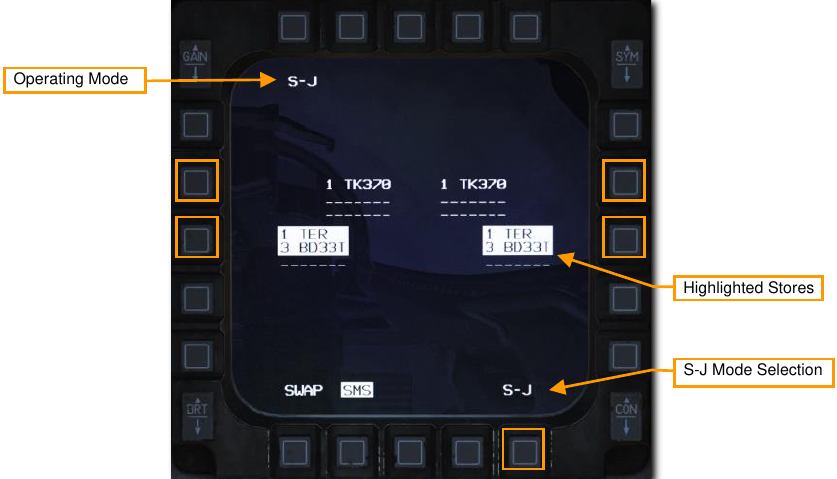 GAIN
SYM
Operating Mode
S-J
1 TK370 1 TK370
------- -------
------- -------
1 TER 1 TER
3 BD33T 3 BD33T
------- -------
Highlighted Stores
S-J Mode Selection
SWAP SMS S-J
DRT
CON